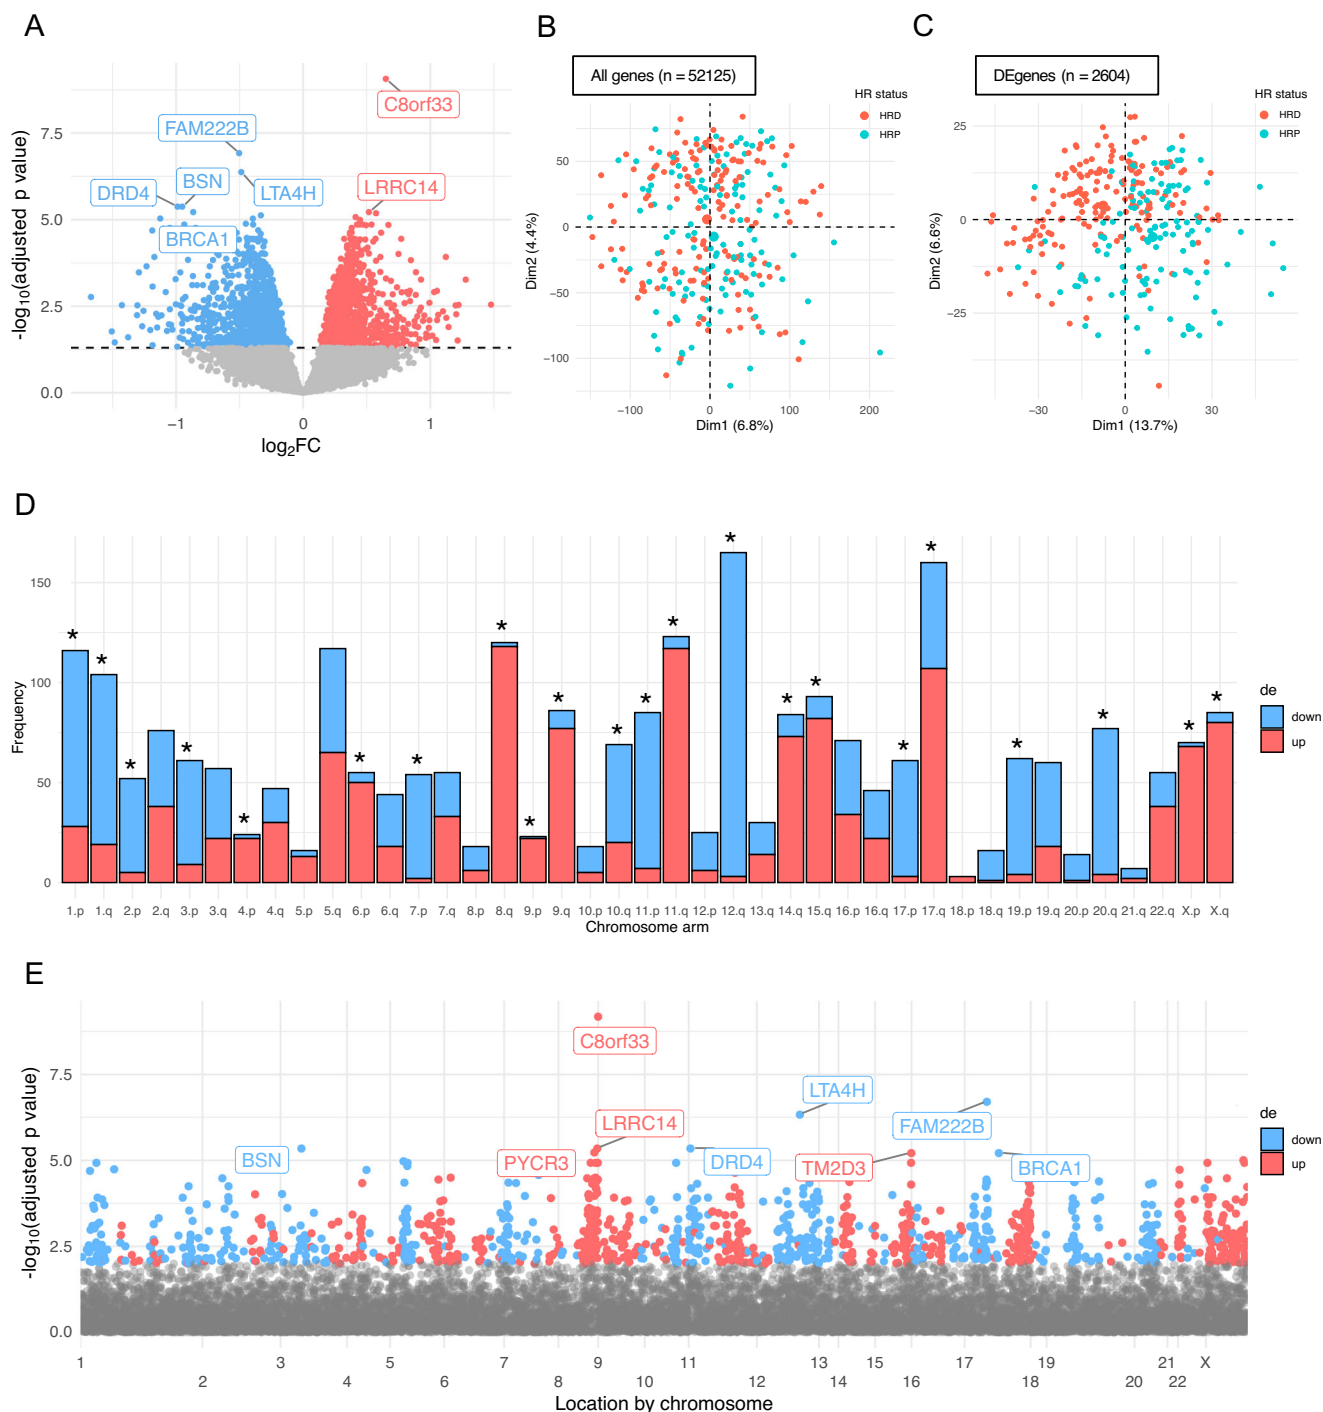 A
B
C
All genes (n = 52125)
DEgenes (n = 2604)
HR status
HRD
HRP
HR status
HRD
HRP
C8orf33
FAM222B
DRD4
BSN
LTA4H
LRRC14
BRCA1
-log10(adjusted p value)
7.5
5.0
2.5
0.0
−1
0
1
log2FC
Dim2 (4.4%)
50
0
−50
−100
−100
0
100
200
Dim1 (6.8%)
Dim2 (6.6%)
25
0
−25
−30
0
30
Dim1 (13.7%)
D
Frequency
150
100
50
0
* * * * * * * * * * * * * * * * * * * * * *
1.p 1.q 2.p 2.q 3.p 3.q 4.p 4.q 5.p 5.q 6.p 6.q 7.p 7.q 8.p 8.q 9.p 9.q 10.p 10.q 11.p 11.q 12.p 12.q 13.q 14.q 15.q 16.p 16.q 17.p 17.q 18.p 18.q 19.p 19.q 20.p 20.q 21.q 22.q X.p X.q
Chromosome arm
de
down
up
E
-log10(adjusted p value)
7.5
5.0
2.5
0.0
C8orf33
LTA4H
LRRC14
FAM222B
BSN
PYCR3
DRD4
TM2D3
BRCA1
de
down
up
1 3 5 7 9 11 13 15 17 19 21 X
2 4 6 8 10 12 14 16 18 20 22
Location by chromosome